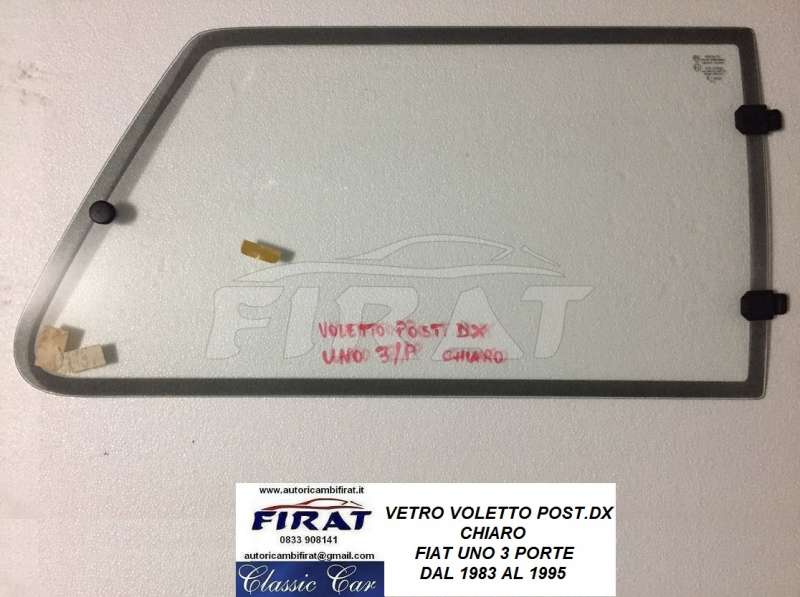 FIRAT
VOLETTO POST. DX
UNO 3/P CHIARO
www.autoricambifirat.it
FIRAT
0833 908141
autoricambifirat@gmail.com
Classic Car
VETRO VOLETTO POST.DX
CHIARO
FIAT UNO 3 PORTE
DAL 1983 AL 1995